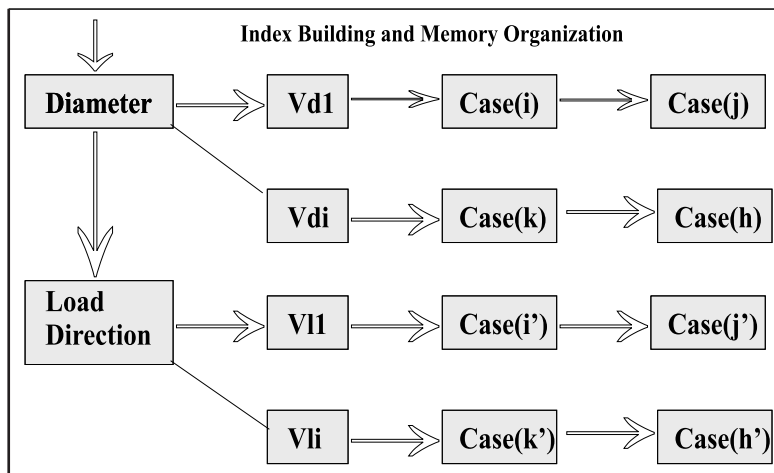 Index Building and Memory Organization
Diameter
Vd1
Case(i)
Case(j)
Vdi
Case(k)
Case(h)
Load
Direction
Vl1
Case(i’)
Case(j’)
Vli
Case(k’)
Case(h’)